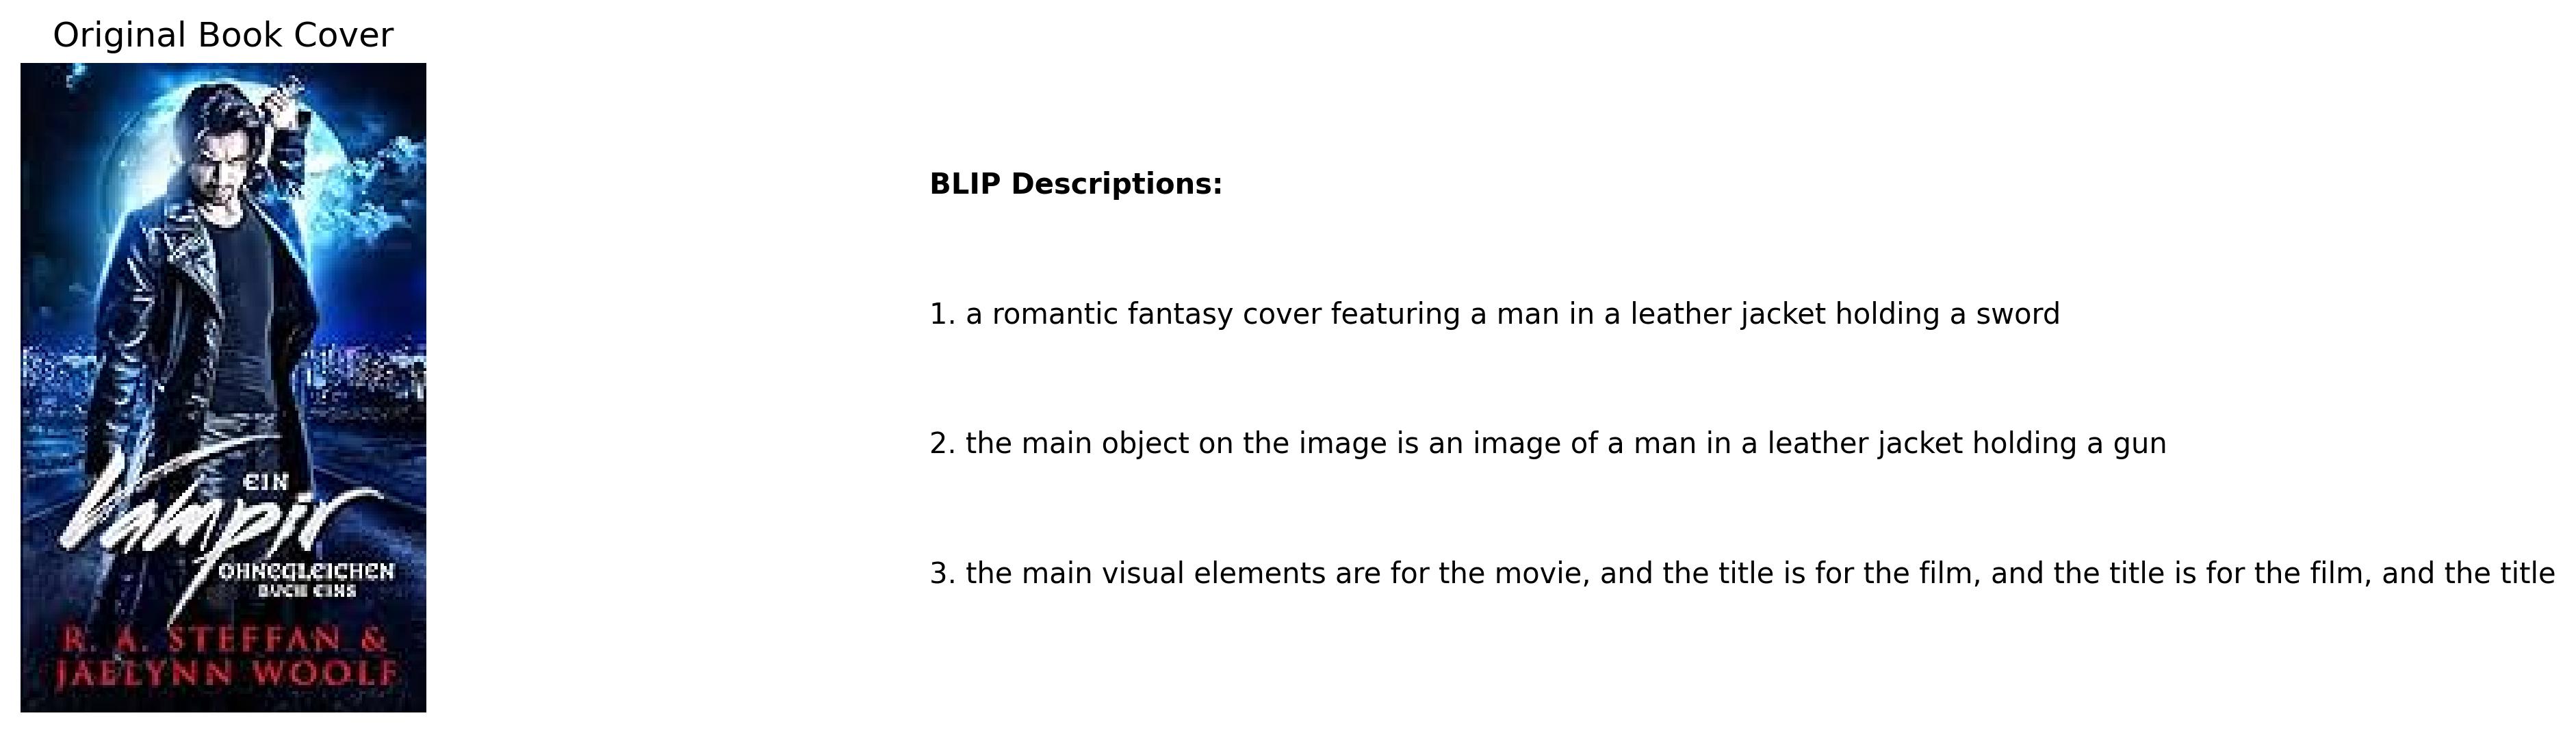 Original Book Cover
EIN
Vampir
OHNEGLEICHEN
BUCH EINS
R. A. STEFFAN &
JAELYNN WOOLF
BLIP Descriptions:
1. a romantic fantasy cover featuring a man in a leather jacket holding a sword
2. the main object on the image is an image of a man in a leather jacket holding a gun
3. the main visual elements are for the movie, and the title is for the film, and the title is for the film, and the title